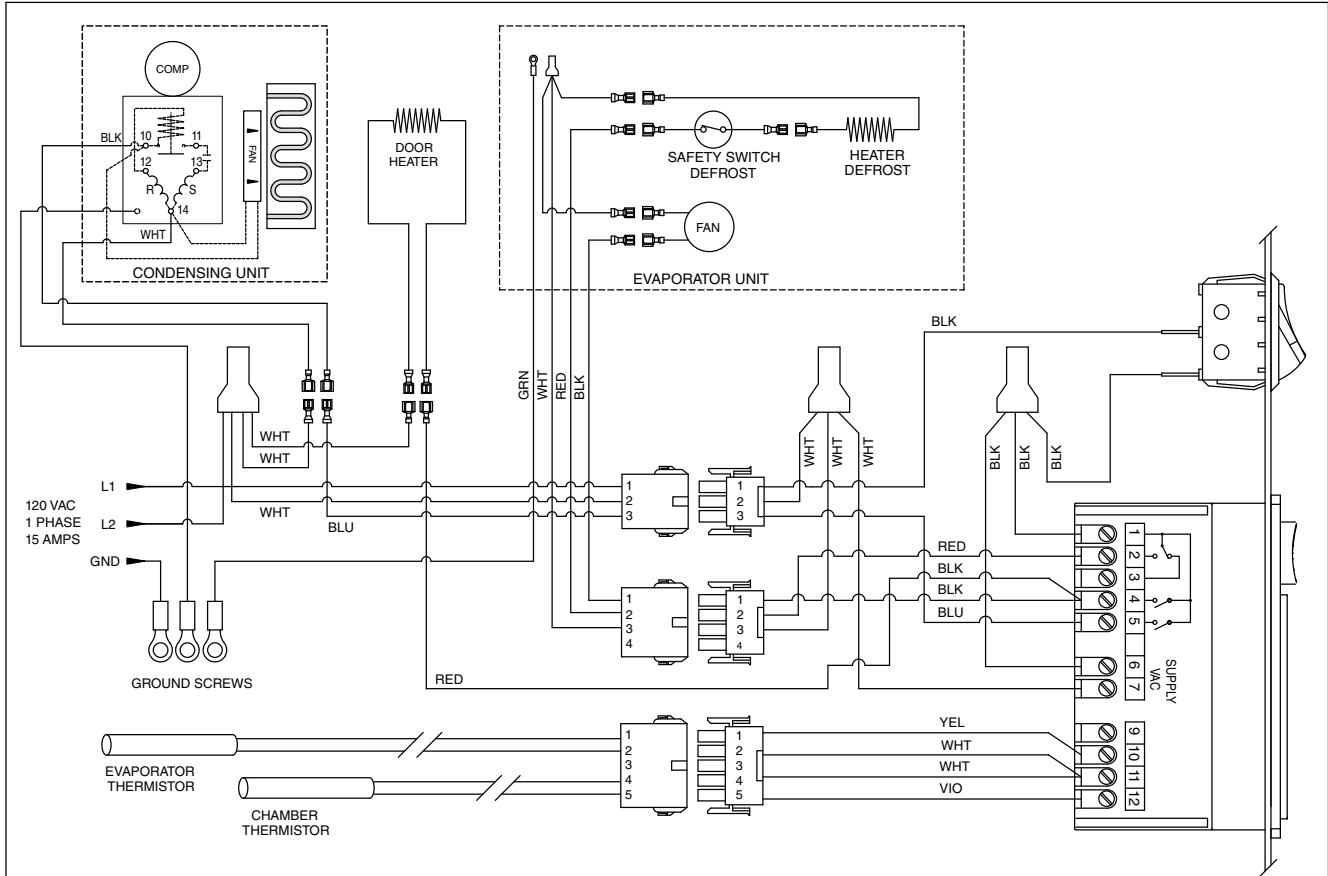 COMP
BLK
10
11
12
13
R
S
14
WHT
FAN
CONDENSING UNIT
DOOR
HEATER
SAFETY SWITCH
DEFROST
HEATER
DEFROST
FAN
EVAPORATOR UNIT
GRN
WHT
RED
BLK
BLK
WHT
WHT
WHT
BLK
BLK
BLK
WHT
WHT
WHT
BLU
120 VAC
1 PHASE
15 AMPS
L1
L2
GND
GROUND SCREWS
1
2
3
1
2
3
RED
BLK
BLK
BLU
1
2
3
4
1
2
3
4
RED
1
2
3
4
5
6
7
SUPPLY
VAC
9
10
11
12
EVAPORATOR
THERMISTOR
CHAMBER
THERMISTOR
1
2
3
4
5
1
2
3
4
5
YEL
WHT
WHT
VIO